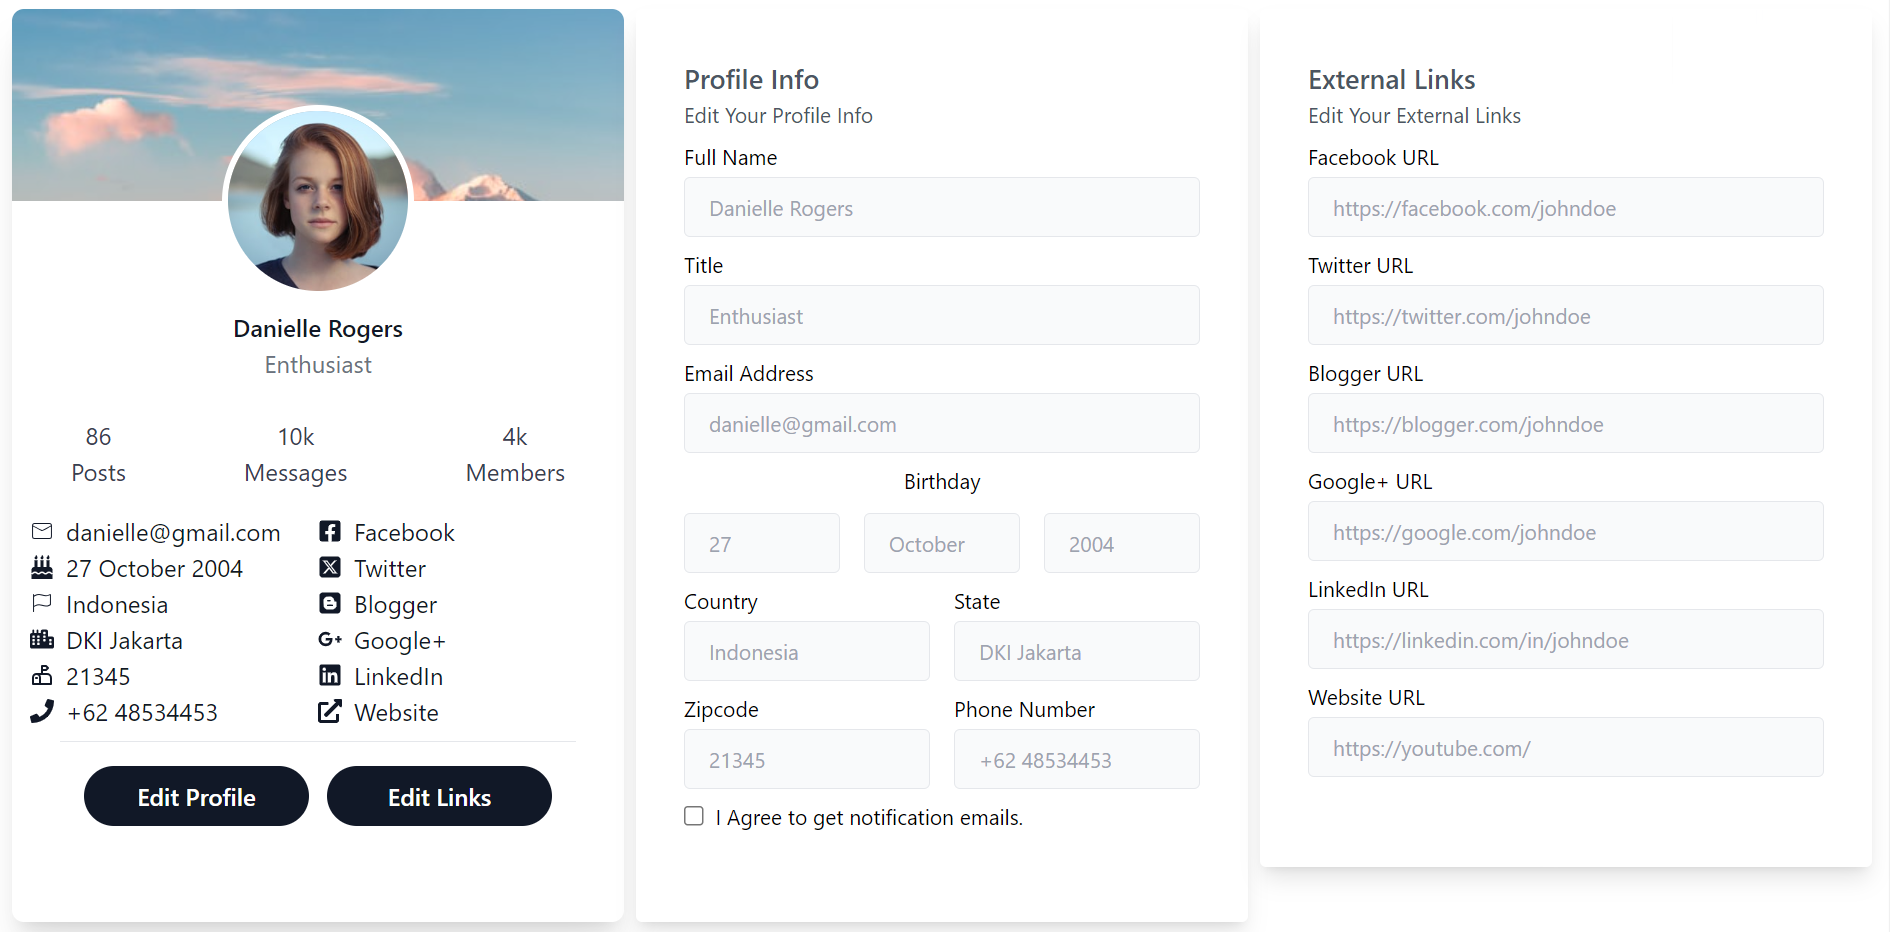 Danielle Rogers
Enthusiast
86
Posts
10k
Messages
4k
Members
danielle@gmail.com
27 October 2004
Indonesia
DKI Jakarta
21345
+62 48534453
Facebook
Twitter
Blogger
Google+
LinkedIn
Website
Edit Profile
Edit Links
Profile Info
Edit Your Profile Info
Full Name
Danielle Rogers
Title
Enthusiast
Email Address
danielle@gmail.com
Birthday
27
October
2004
Country
State
Indonesia
DKI Jakarta
Zipcode
Phone Number
21345
+62 48534453
I Agree to get notification emails.
External Links
Edit Your External Links
Facebook URL
https://facebook.com/johndoe
Twitter URL
https://twitter.com/johndoe
Blogger URL
https://blogger.com/johndoe
Google+ URL
https://google.com/johndoe
LinkedIn URL
https://linkedin.com/in/johndoe
Website URL
https://youtube.com/